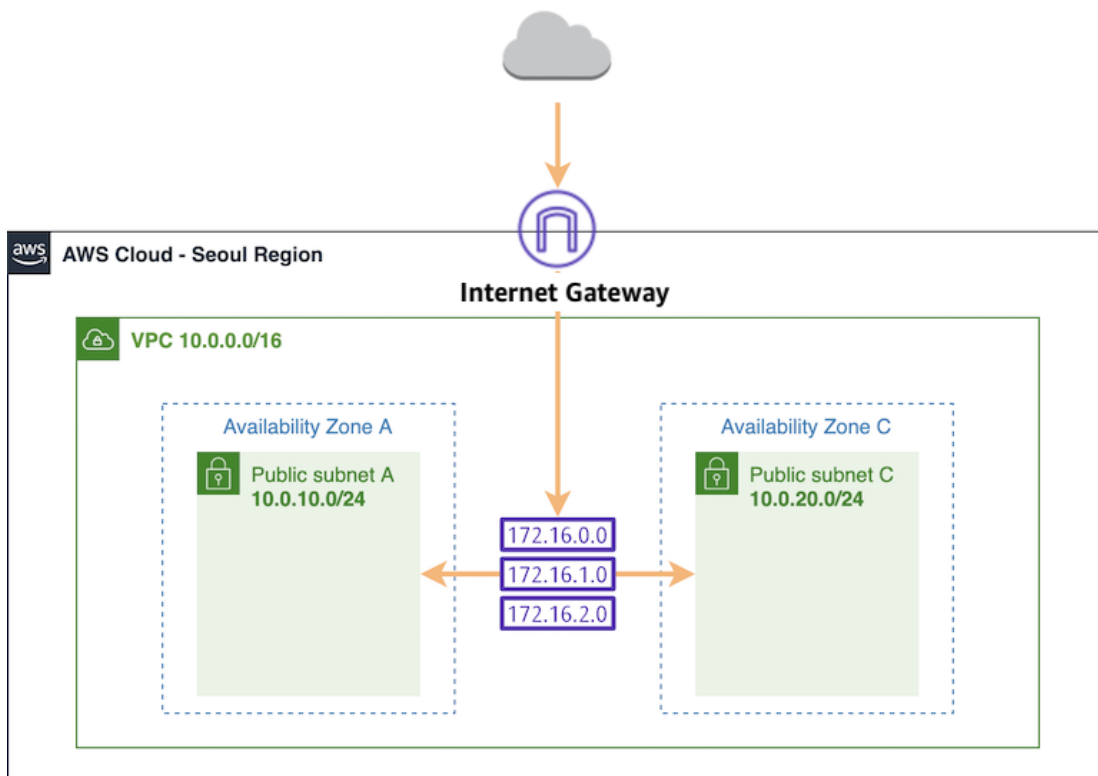 aws
AWS Cloud - Seoul Region
Internet Gateway
VPC 10.0.0.0/16
Availability Zone A
Availability Zone C
Public subnet A
10.0.10.0/24
Public subnet C
10.0.20.0/24
172.16.0.0
172.16.1.0
172.16.2.0